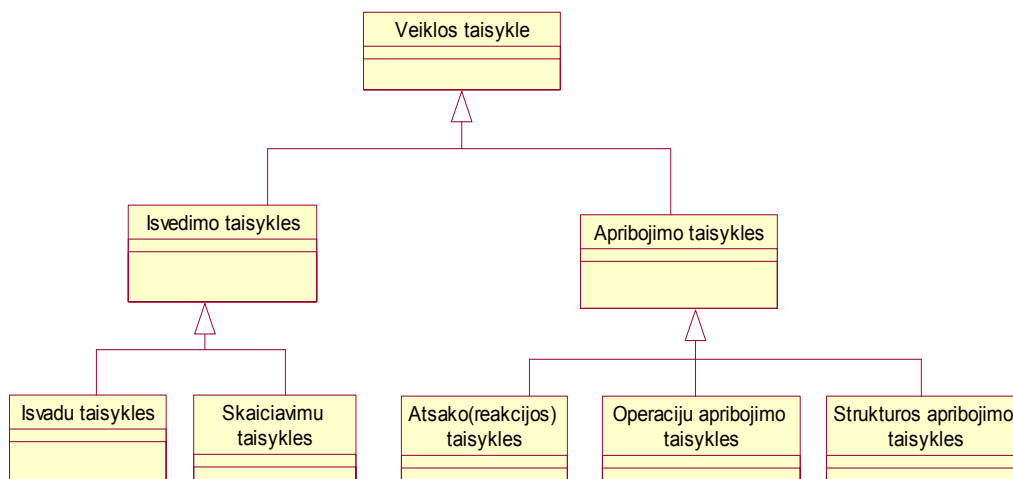 Veiklos taisykle
Isvedimo taisykles
Apribojimo taisykles
Isvadu taisykles
Skaiciavimu
taisykles
Atsako(reakcijos)
taisykles
Operaciju apribojimo
taisykles
Strukturos apribojimo
taisykles